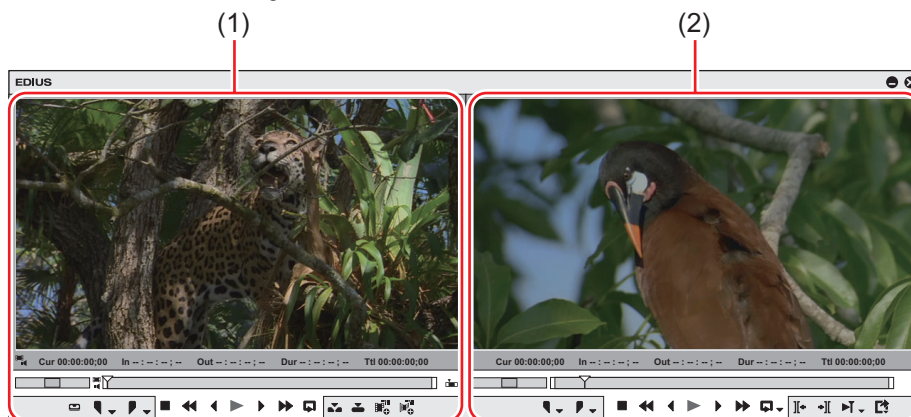 (1) (2)
EDIUS
Cur 00:00:00;00 In -- : -- : -- ; -- Out -- : -- : -- ; -- Dur -- : -- : -- ; -- Ttl 00:00:00;00 Cur 00:00:00;00 In -- : -- : -- ; -- Out -- : -- : -- ; -- Dur -- : -- : -- ; -- Ttl 00:00:00;00